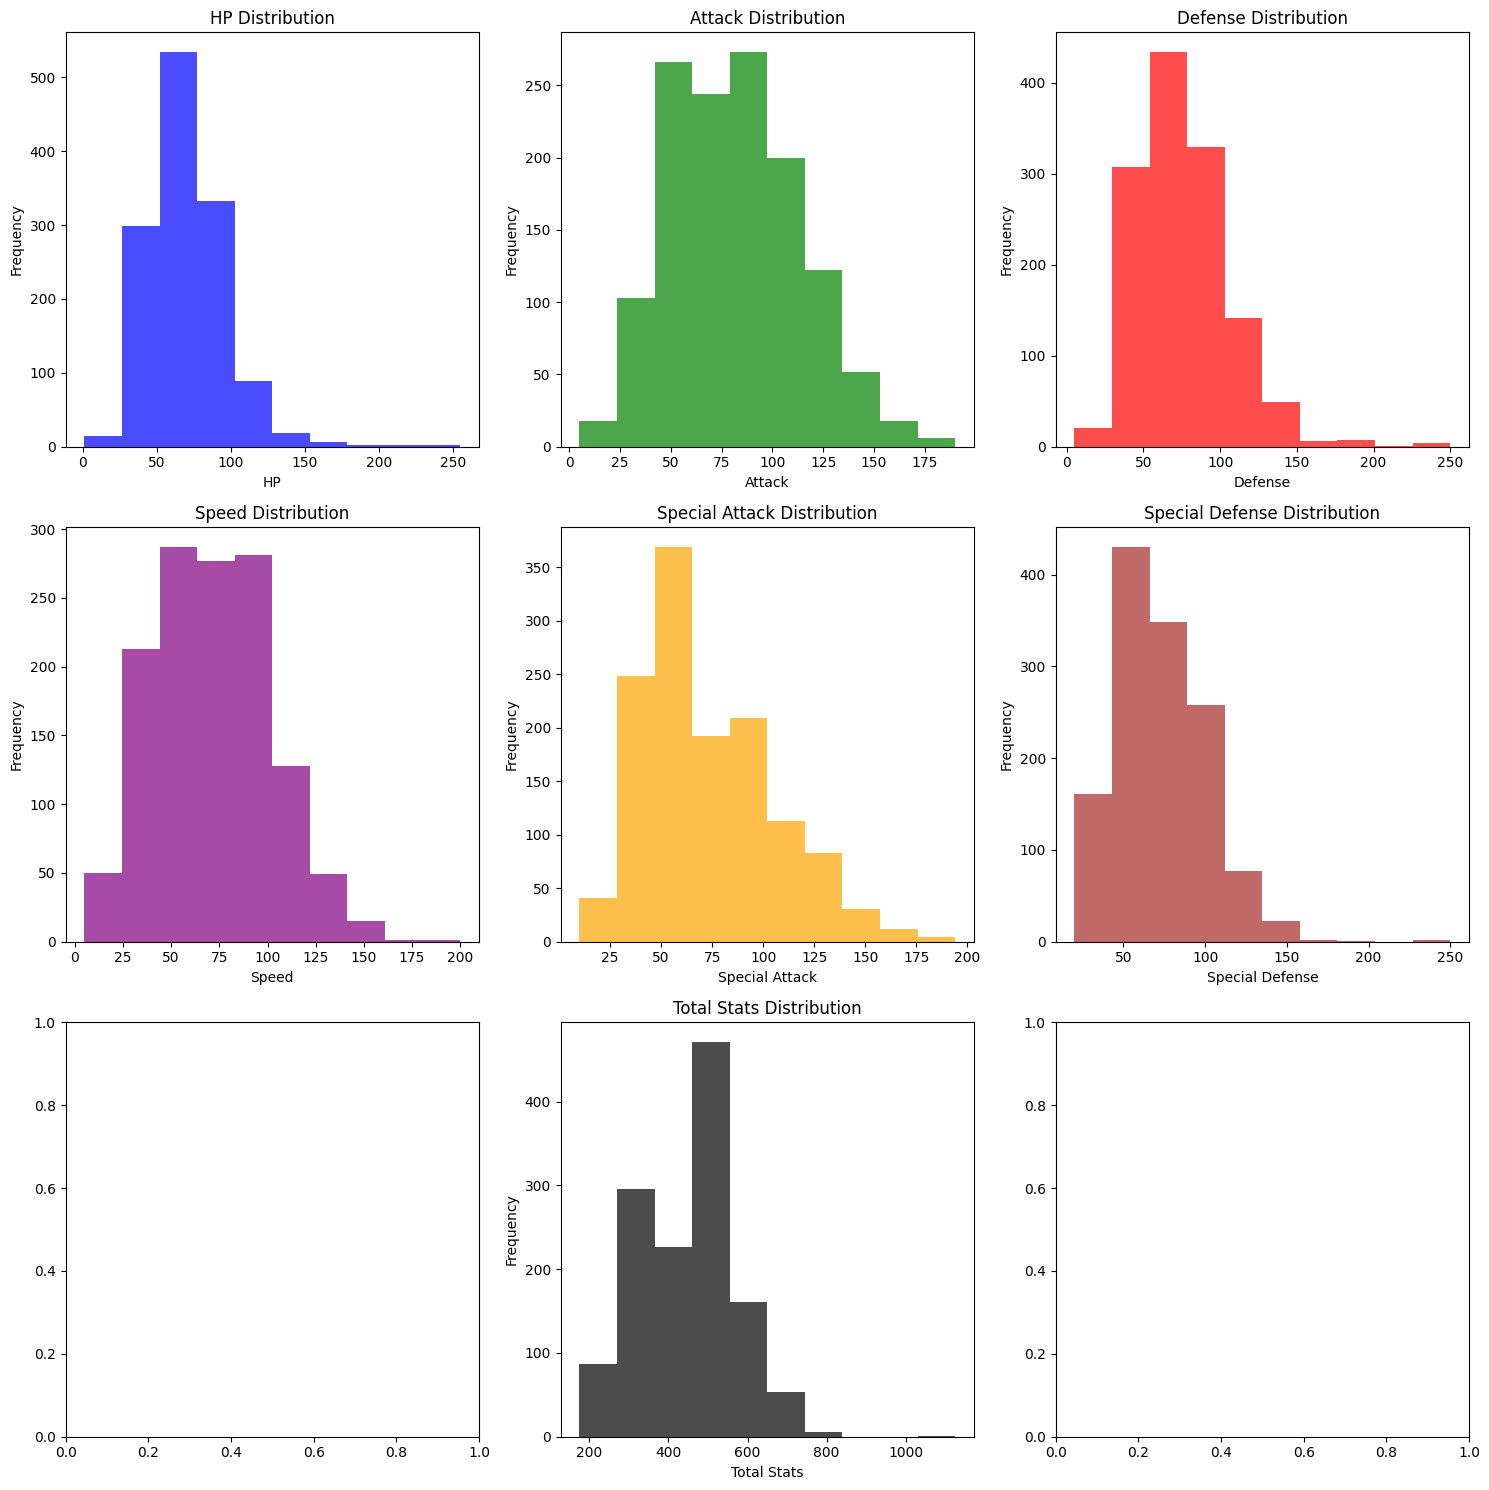 HP Distribution
Attack Distribution
Defense Distribution
500
400
300
200
100
0
Frequency
0 50 100 150 200 250
HP
250
200
150
100
50
0
Frequency
0 25 50 75 100 125 150 175
Attack
400
300
200
100
0
Frequency
0 50 100 150 200 250
Defense
Speed Distribution
Special Attack Distribution
Special Defense Distribution
300
250
200
150
100
50
0
Frequency
0 25 50 75 100 125 150 175 200
Speed
350
300
250
200
150
100
50
0
Frequency
25 50 75 100 125 150 175 200
Special Attack
400
300
200
100
0
Frequency
50 100 150 200 250
Special Defense
Total Stats Distribution
1.0
0.8
0.6
0.4
0.2
0.0
0.0 0.2 0.4 0.6 0.8 1.0
400
300
200
100
0
Frequency
200 400 600 800 1000
Total Stats
1.0
0.8
0.6
0.4
0.2
0.0
0.0 0.2 0.4 0.6 0.8 1.0